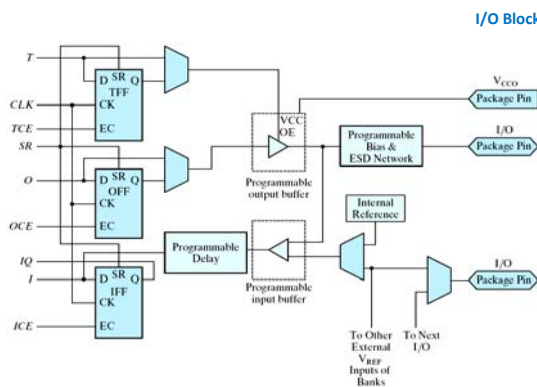 I/O Block
T
D SR Q
TFF
CK
EC
CLK
TCE
SR
O
D SR Q
OFF
CK
EC
OCE
IQ
I
D SR Q
IFF
CK
EC
ICE
VCC
OE
Programmable
output buffer
Programmable
Bias &
ESD Network
VCCO
Package Pin
I/O
Package Pin
Programmable
Delay
Programmable
input buffer
Internal
Reference
I/O
Package Pin
To Other
External
VREF
Inputs of
Banks
To Next
I/O